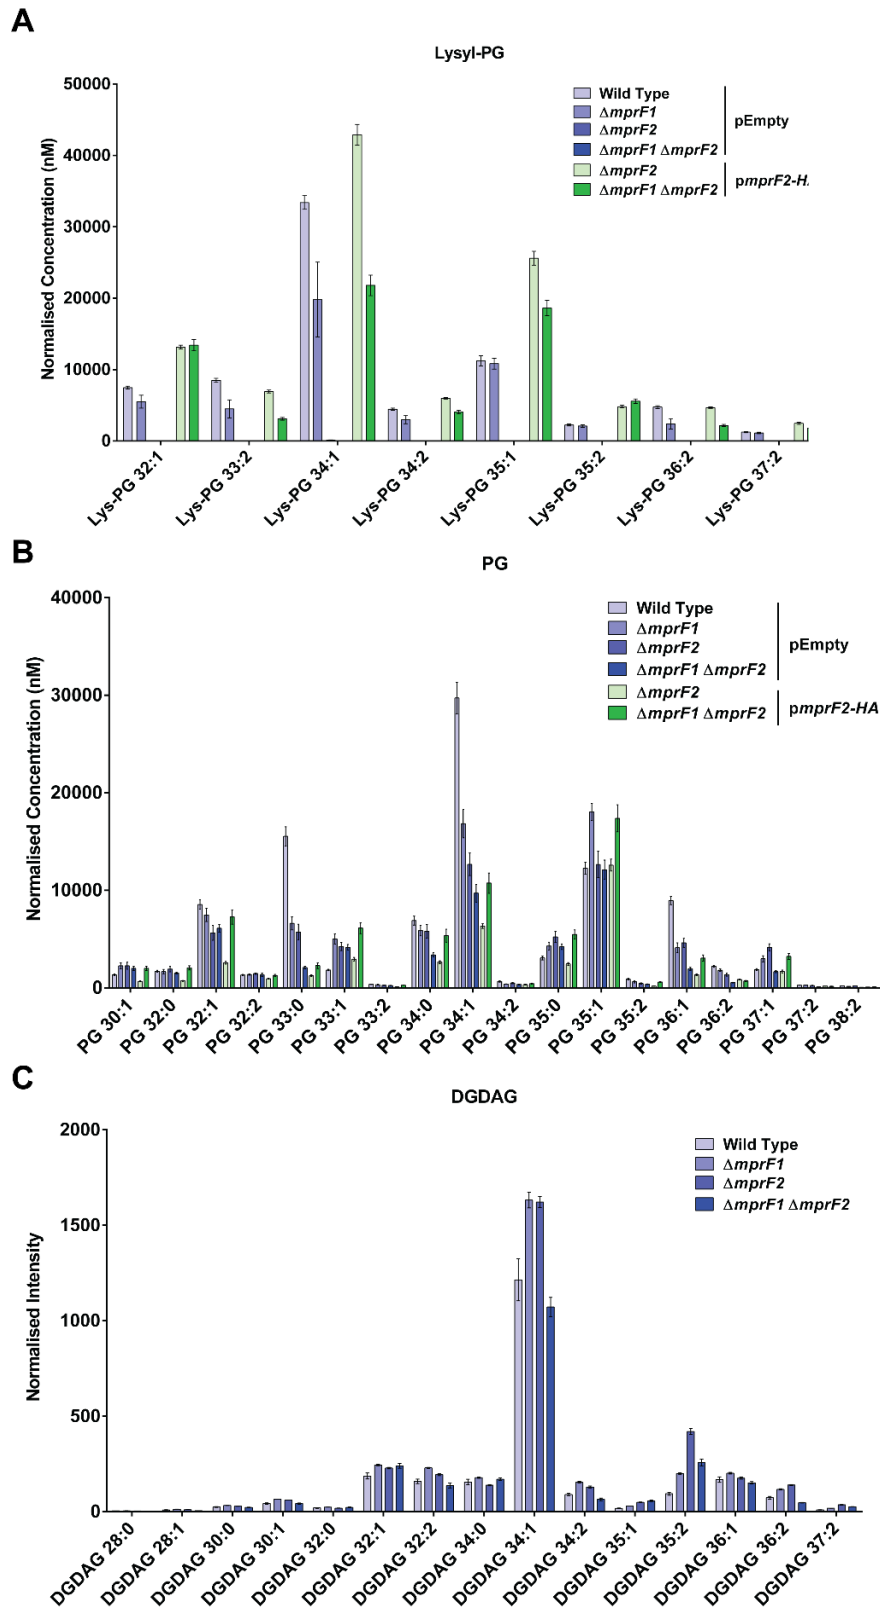 A
Lysyl-PG
Normalised Concentration (nM)
50000
40000
30000
20000
10000
0
Wild Type
ΔmprF1
ΔmprF2
ΔmprF1 ΔmprF2
pEmpty
ΔmprF2
ΔmprF1 ΔmprF2
pmprF2-H
Lys-PG 32:1
Lys-PG 33:2
Lys-PG 34:1
Lys-PG 34:2
Lys-PG 35:1
Lys-PG 35:2
Lys-PG 36:2
Lys-PG 37:2
B
PG
Normalised Concentration (nM)
40000
30000
20000
10000
0
Wild Type
ΔmprF1
ΔmprF2
ΔmprF1 ΔmprF2
pEmpty
ΔmprF2
ΔmprF1 ΔmprF2
pmprF2-HA
PG 30:1
PG 32:0
PG 32:1
PG 32:2
PG 33:0
PG 33:1
PG 33:2
PG 34:0
PG 34:1
PG 34:2
PG 35:0
PG 35:1
PG 35:2
PG 36:1
PG 36:2
PG 37:1
PG 37:2
PG 38:2
C
DGDAG
Normalised Intensity
2000
1500
1000
500
0
Wild Type
ΔmprF1
ΔmprF2
ΔmprF1 ΔmprF2
DGDAG 28:0
DGDAG 28:1
DGDAG 30:0
DGDAG 30:1
DGDAG 32:0
DGDAG 32:1
DGDAG 32:2
DGDAG 34:0
DGDAG 34:1
DGDAG 34:2
DGDAG 35:1
DGDAG 35:2
DGDAG 36:1
DGDAG 36:2
DGDAG 37:2